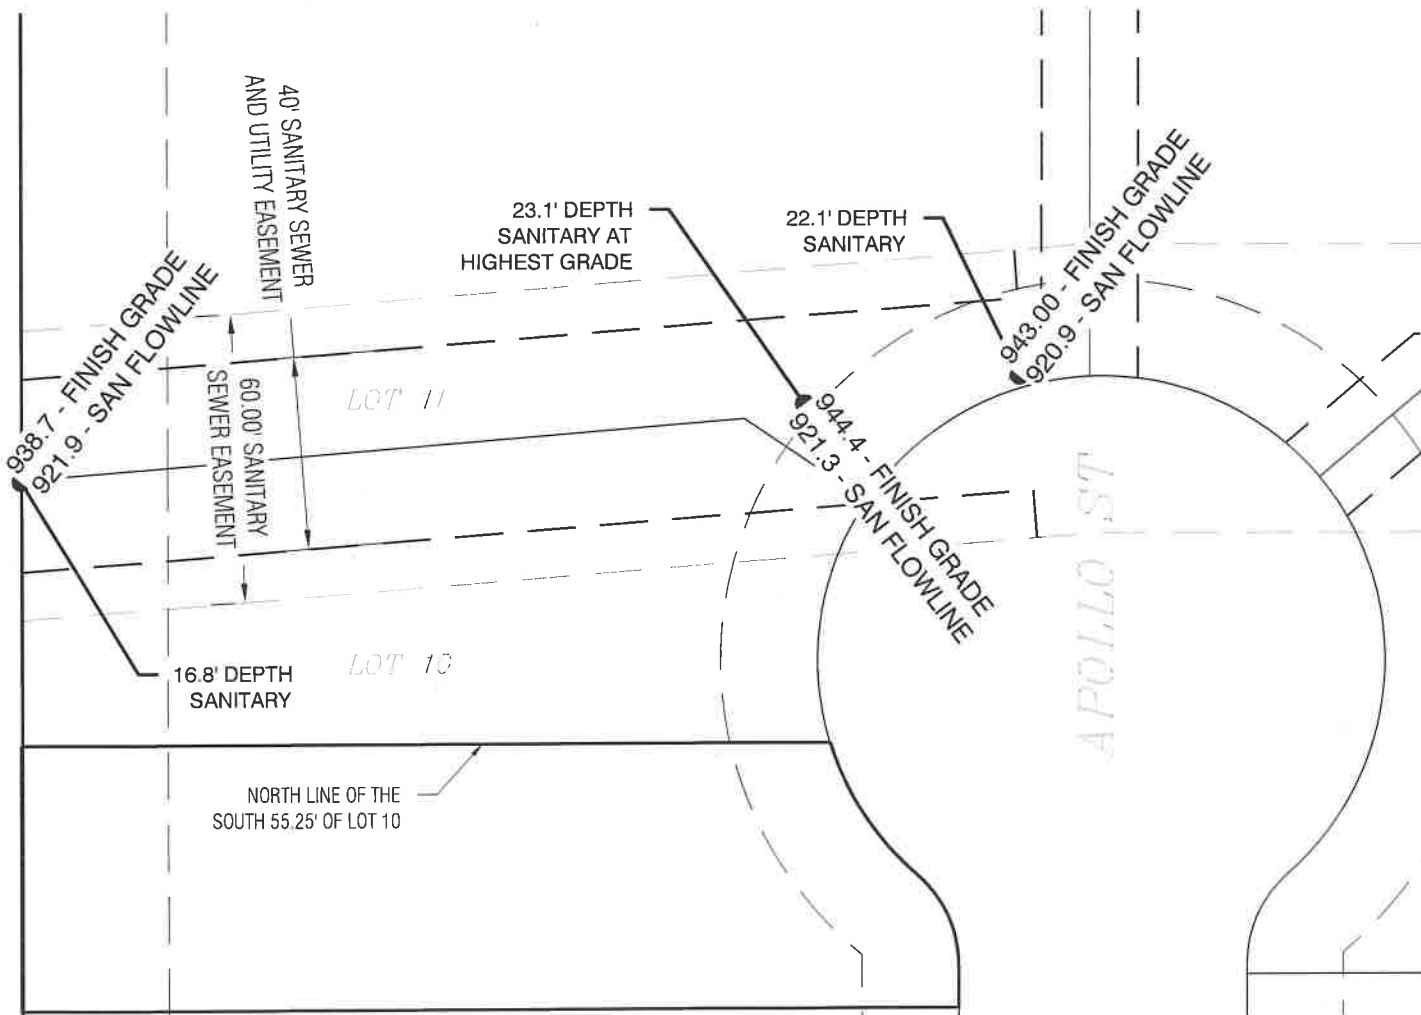 40' SANITARY SEWER
AND UTILITY EASEMENT
23.1' DEPTH
SANITARY AT
HIGHEST GRADE
22.1' DEPTH
SANITARY
943.00 - FINISH GRADE
920.9 - SAN FLOWLINE
938.7 - FINISH GRADE
921.9 - SAN FLOWLINE
60.00' SANITARY
SEWER EASEMENT
LOT 11
944.4 - FINISH GRADE
921.3 - SAN FLOWLINE
APOLLO ST
16.8' DEPTH
SANITARY
LOT 10
NORTH LINE OF THE
SOUTH 55.25' OF LOT 10